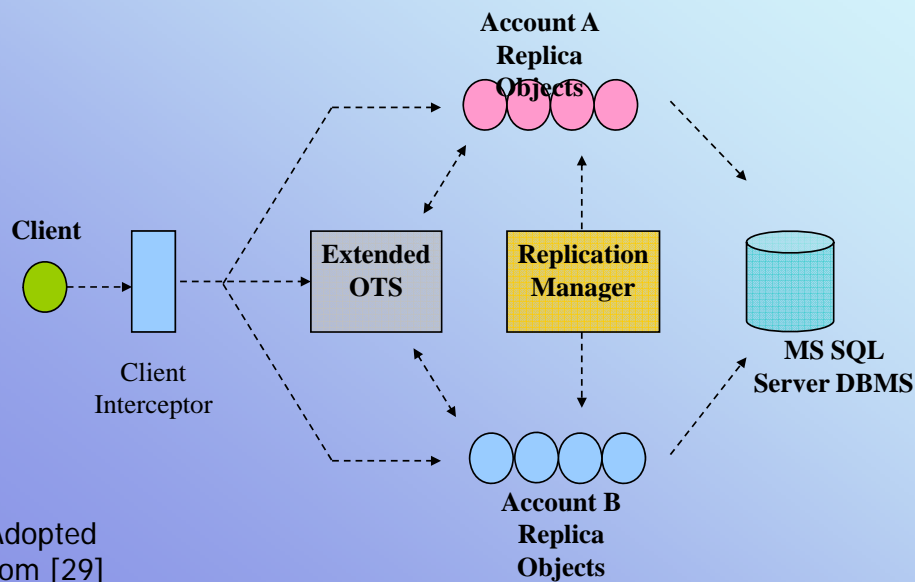 Account A
Replica
Objects
Client
Extended
OTS
Replication
Manager
MS SQL
Server DBMS
Client
Interceptor
Account B
Replica
Objects
Adopted
om [29]